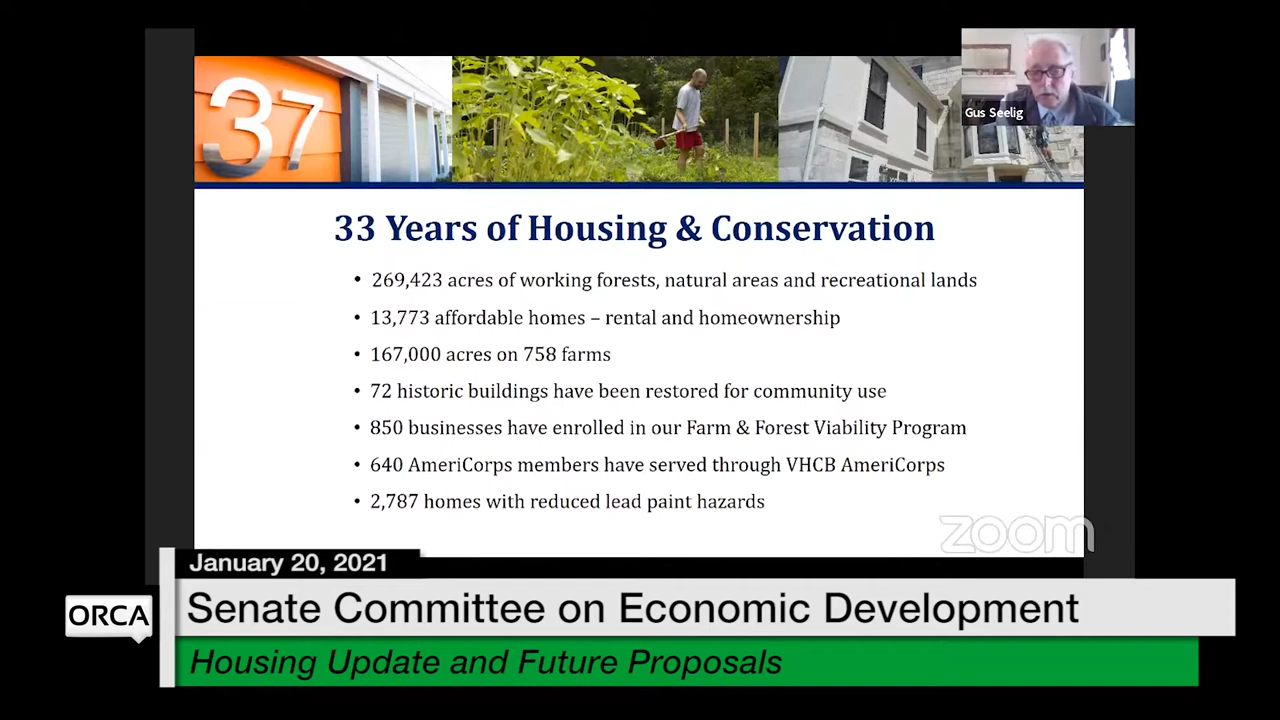 37
Gus Seelig
33 Years of Housing & Conservation
• 269,423 acres of working forests, natural areas and recreational lands
• 13,773 affordable homes – rental and homeownership
• 167,000 acres on 758 farms
• 72 historic buildings have been restored for community use
• 850 businesses have enrolled in our Farm & Forest Viability Program
• 640 AmeriCorps members have served through VHCB AmeriCorps
• 2,787 homes with reduced lead paint hazards
zoom
January 20, 2021
ORCA
Senate Committee on Economic Development
Housing Update and Future Proposals